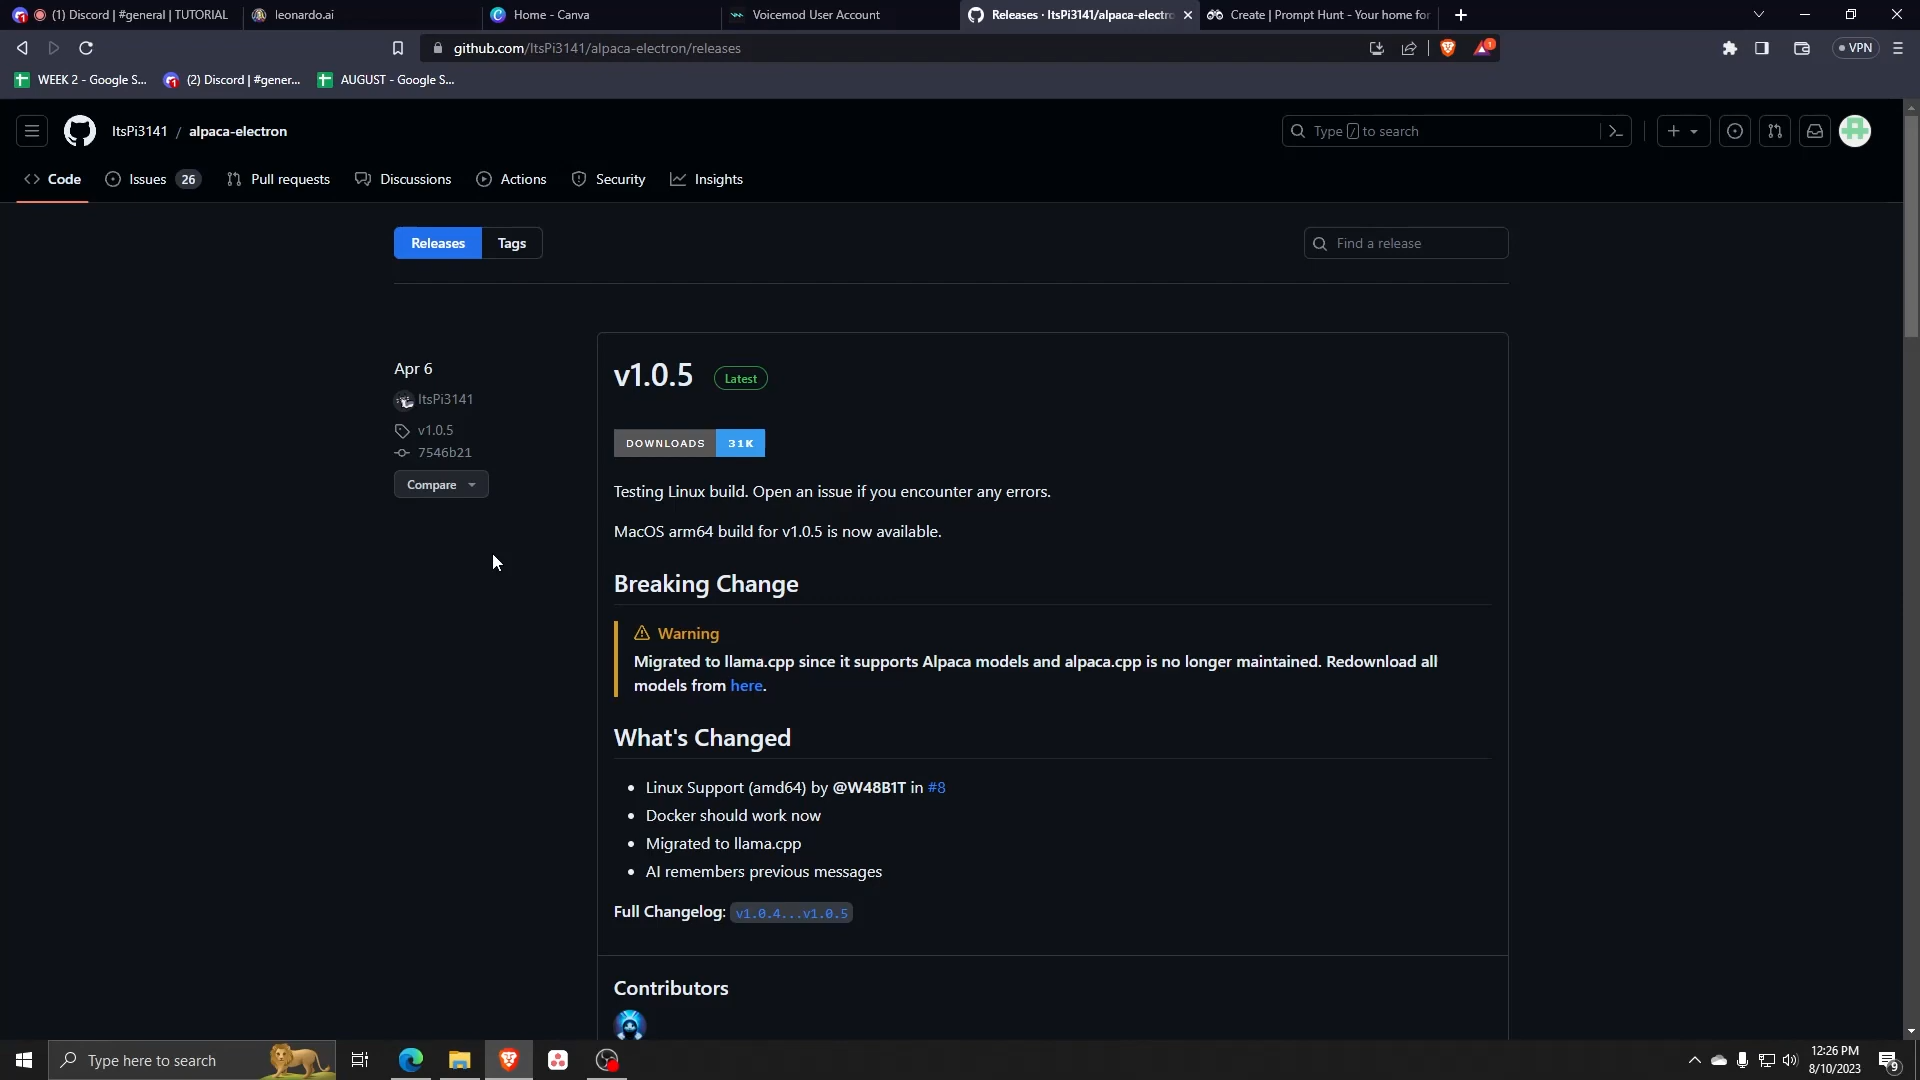 (1) Discord | #general | TUTORIAL
leonardo.ai
Home - Canva
Voicemod User Account
Releases · ItsPi3141/alpaca-electro
Create | Prompt Hunt - Your home for
github.com/ItsPi3141/alpaca-electron/releases
1
VPN
WEEK 2 - Google S...
(2) Discord | #gener...
AUGUST - Google S...
ItsPi3141 / alpaca-electron
Type / to search
Code
Issues 26
Pull requests
Discussions
Actions
Security
Insights
Releases
Tags
Find a release
Apr 6
ItsPi3141
v1.0.5
7546b21
Compare
v1.0.5 Latest
DOWNLOADS 31K
Testing Linux build. Open an issue if you encounter any errors.
MacOS arm64 build for v1.0.5 is now available.
Breaking Change
Warning
Migrated to llama.cpp since it supports Alpaca models and alpaca.cpp is no longer maintained. Redownload all
models from here.
What's Changed
Linux Support (amd64) by @W48B1T in #8
Docker should work now
Migrated to llama.cpp
AI remembers previous messages
Full Changelog: v1.0.4...v1.0.5
Contributors
Type here to search
12:26 PM
8/10/2023
9